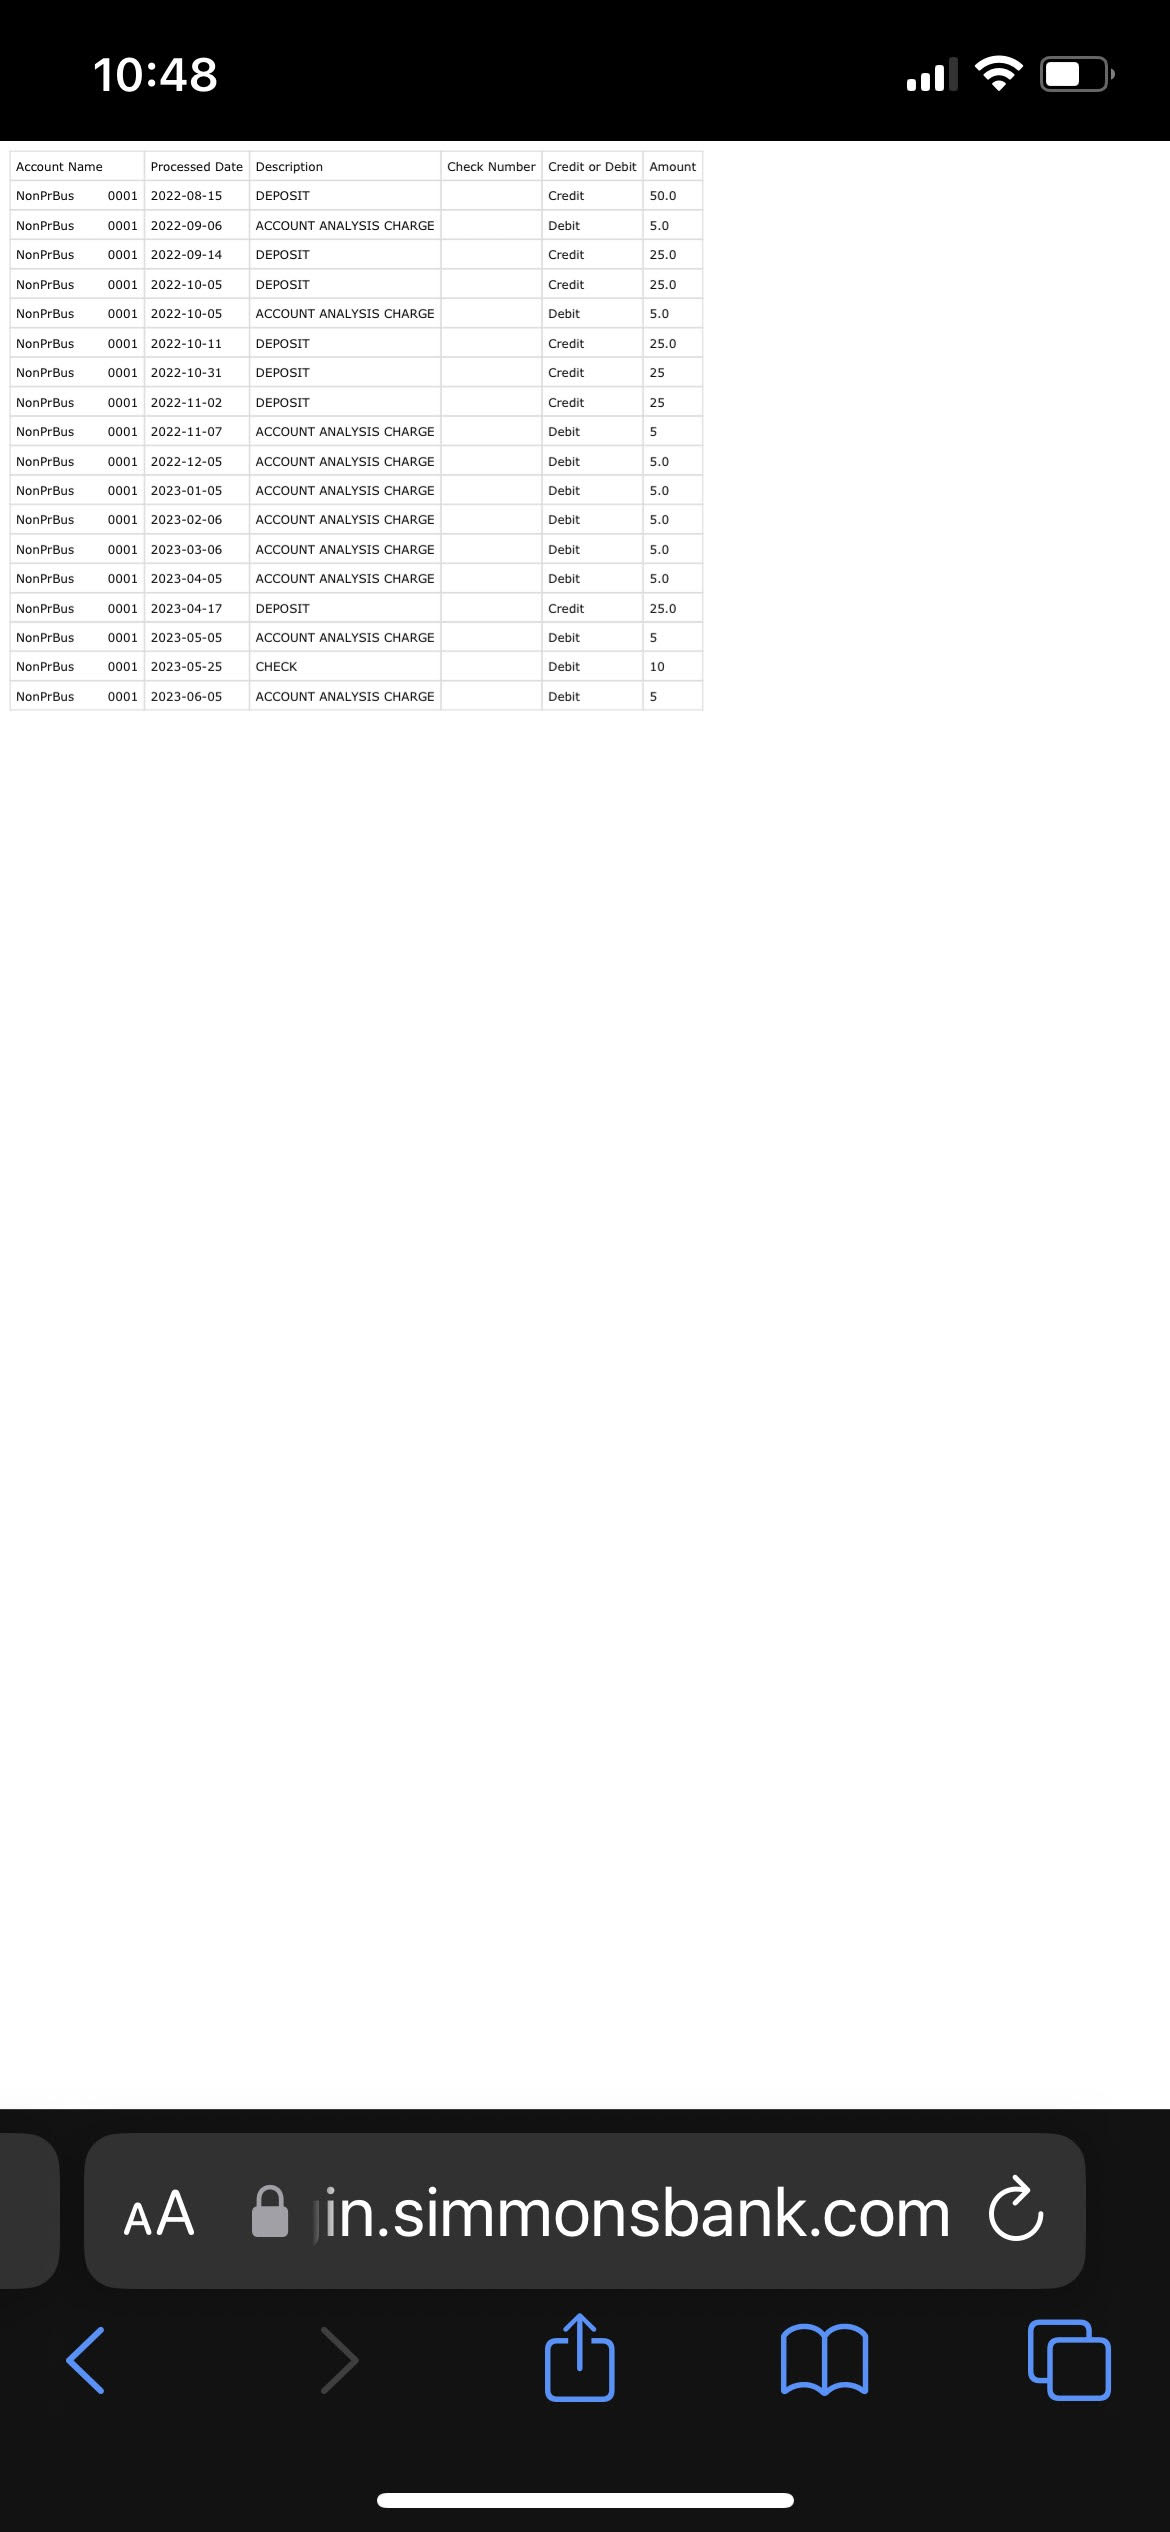 10:48
Account Name Processed Date Description Check Number Credit or Debit Amount
NonPrBus 0001 2022-08-15 DEPOSIT Credit 50.0
NonPrBus 0001 2022-09-06 ACCOUNT ANALYSIS CHARGE Debit 5.0
NonPrBus 0001 2022-09-14 DEPOSIT Credit 25.0
NonPrBus 0001 2022-10-05 DEPOSIT Credit 25.0
NonPrBus 0001 2022-10-05 ACCOUNT ANALYSIS CHARGE Debit 5.0
NonPrBus 0001 2022-10-11 DEPOSIT Credit 25.0
NonPrBus 0001 2022-10-31 DEPOSIT Credit 25
NonPrBus 0001 2022-11-02 DEPOSIT Credit 25
NonPrBus 0001 2022-11-07 ACCOUNT ANALYSIS CHARGE Debit 5
NonPrBus 0001 2022-12-05 ACCOUNT ANALYSIS CHARGE Debit 5.0
NonPrBus 0001 2023-01-05 ACCOUNT ANALYSIS CHARGE Debit 5.0
NonPrBus 0001 2023-02-06 ACCOUNT ANALYSIS CHARGE Debit 5.0
NonPrBus 0001 2023-03-06 ACCOUNT ANALYSIS CHARGE Debit 5.0
NonPrBus 0001 2023-04-05 ACCOUNT ANALYSIS CHARGE Debit 5.0
NonPrBus 0001 2023-04-17 DEPOSIT Credit 25.0
NonPrBus 0001 2023-05-05 ACCOUNT ANALYSIS CHARGE Debit 5
NonPrBus 0001 2023-05-25 CHECK Debit 10
NonPrBus 0001 2023-06-05 ACCOUNT ANALYSIS CHARGE Debit 5
AA in.simmonsbank.com